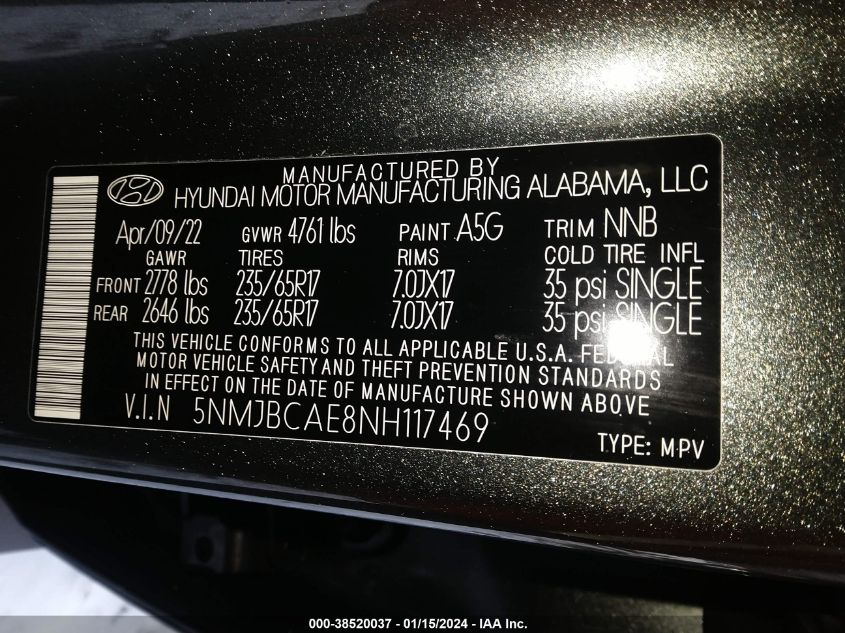 MANUFACTURED BY
HYUNDAI MOTOR MANUFACTURING ALABAMA, LLC
Apr/09/22 GVWR 4761 lbs PAINT A5G TRIM NNB
GAWR TIRES RIMS COLD TIRE INFL
FRONT 2778 lbs 235/65R17 7.0JX17 35 psi SINGLE
REAR 2646 lbs 235/65R17 7.0JX17 35 psi SINGLE
THIS VEHICLE CONFORMS TO ALL APPLICABLE U.S.A. FEDERAL
MOTOR VEHICLE SAFETY AND THEFT PREVENTION STANDARDS
IN EFFECT ON THE DATE OF MANUFACTURE SHOWN ABOVE
V.I.N 5NMJBCAE8NH117469
TYPE: MPV
000-38520037 - 01/15/2024 - IAA Inc.